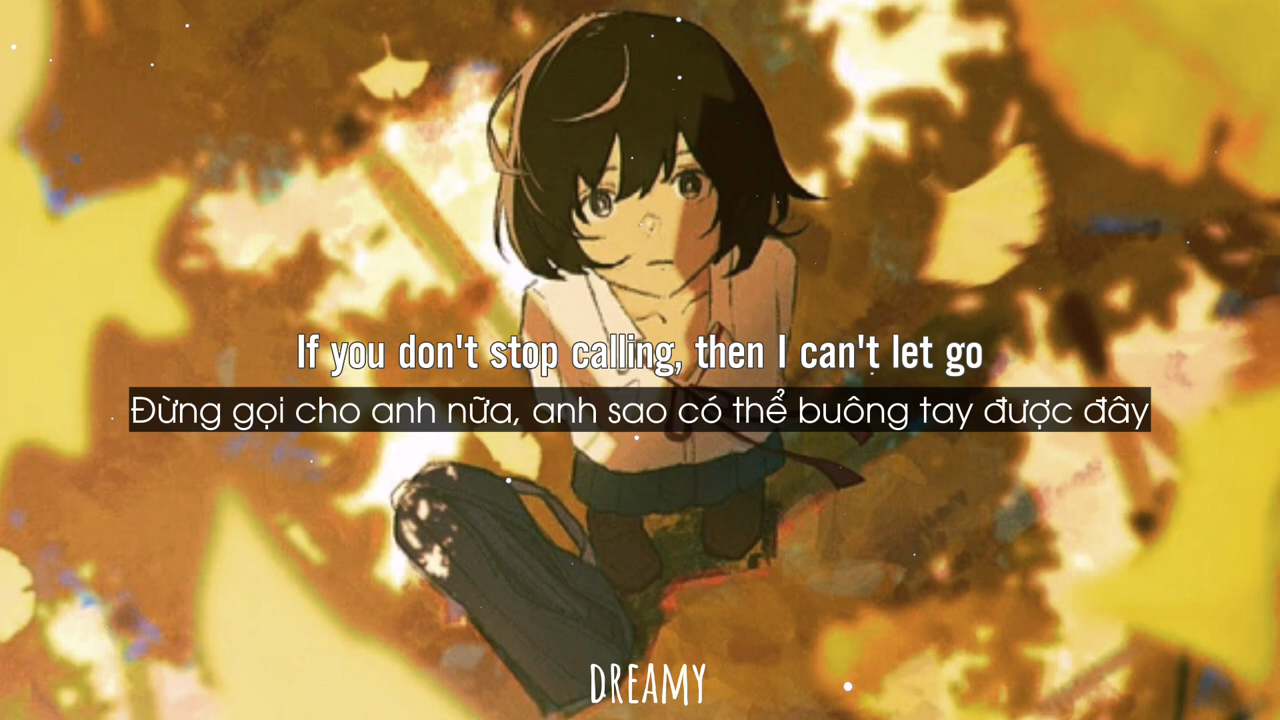 If you don't stop calling, then I can't let go
Đừng gọi cho anh nữa, anh sao có thể buông tay được đây
DREAMY